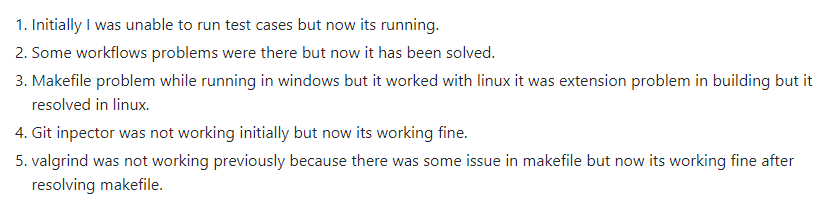 1. Initially I was unable to run test cases but now its running.
2. Some workflows problems were there but now it has been solved.
3. Makefile problem while running in windows but it worked with linux it was extension problem in building but it
resolved in linux.
4. Git inpector was not working initially but now its working fine.
5. valgrind was not working previously because there was some issue in makefile but now its working fine after
resolving makefile.